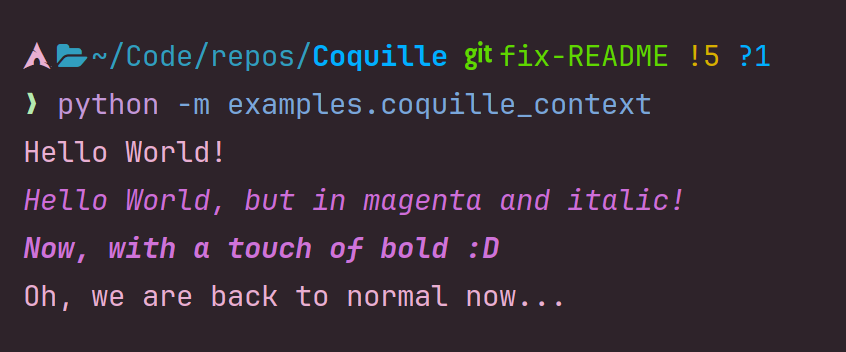 ~/Code/repos/Coquille git fix-README !5 ?1
❱ python -m examples.coquille_context
Hello World!
Hello World, but in magenta and italic!
Now, with a touch of bold :D
Oh, we are back to normal now...